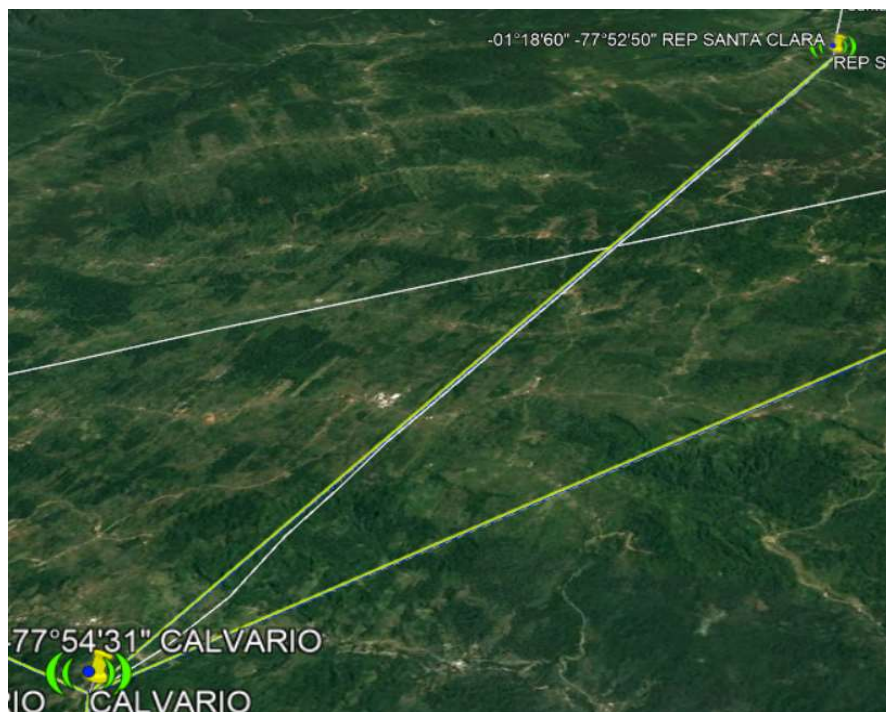 -01°18'60" -77°52'50" REP SANTA CLARA
REP S
-77°54'31" CALVARIO
IO CALVARIO